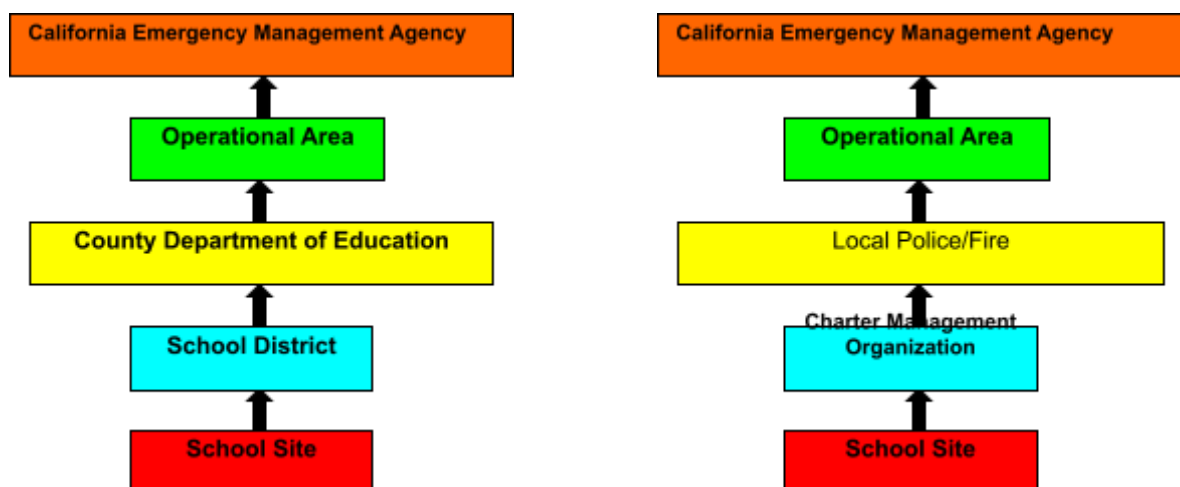 California Emergency Management Agency
Operational Area
County Department of Education
School District
School Site
California Emergency Management Agency
Operational Area
Local Police/Fire
Charter Management
Organization
School Site